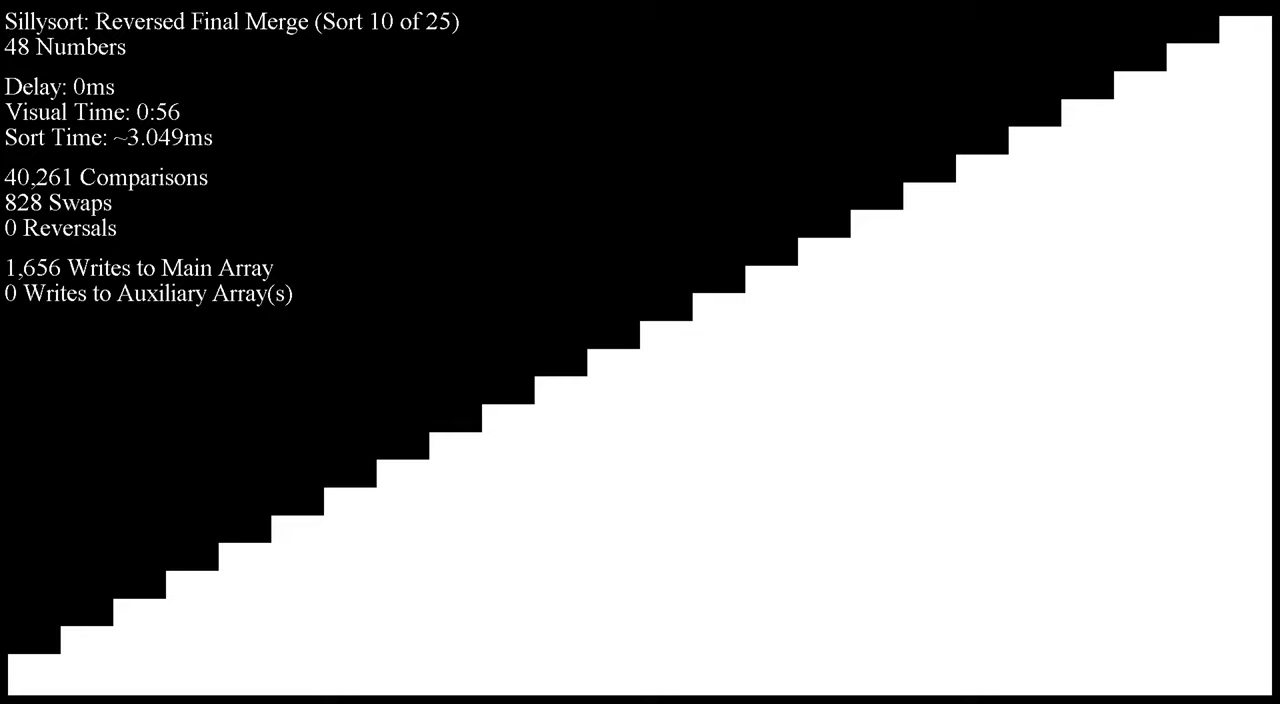 Sillysort: Reversed Final Merge (Sort 10 of 25)
48 Numbers
Delay: 0ms
Visual Time: 0:56
Sort Time: ~3.049ms
40,261 Comparisons
828 Swaps
0 Reversals
1,656 Writes to Main Array
0 Writes to Auxiliary Array(s)